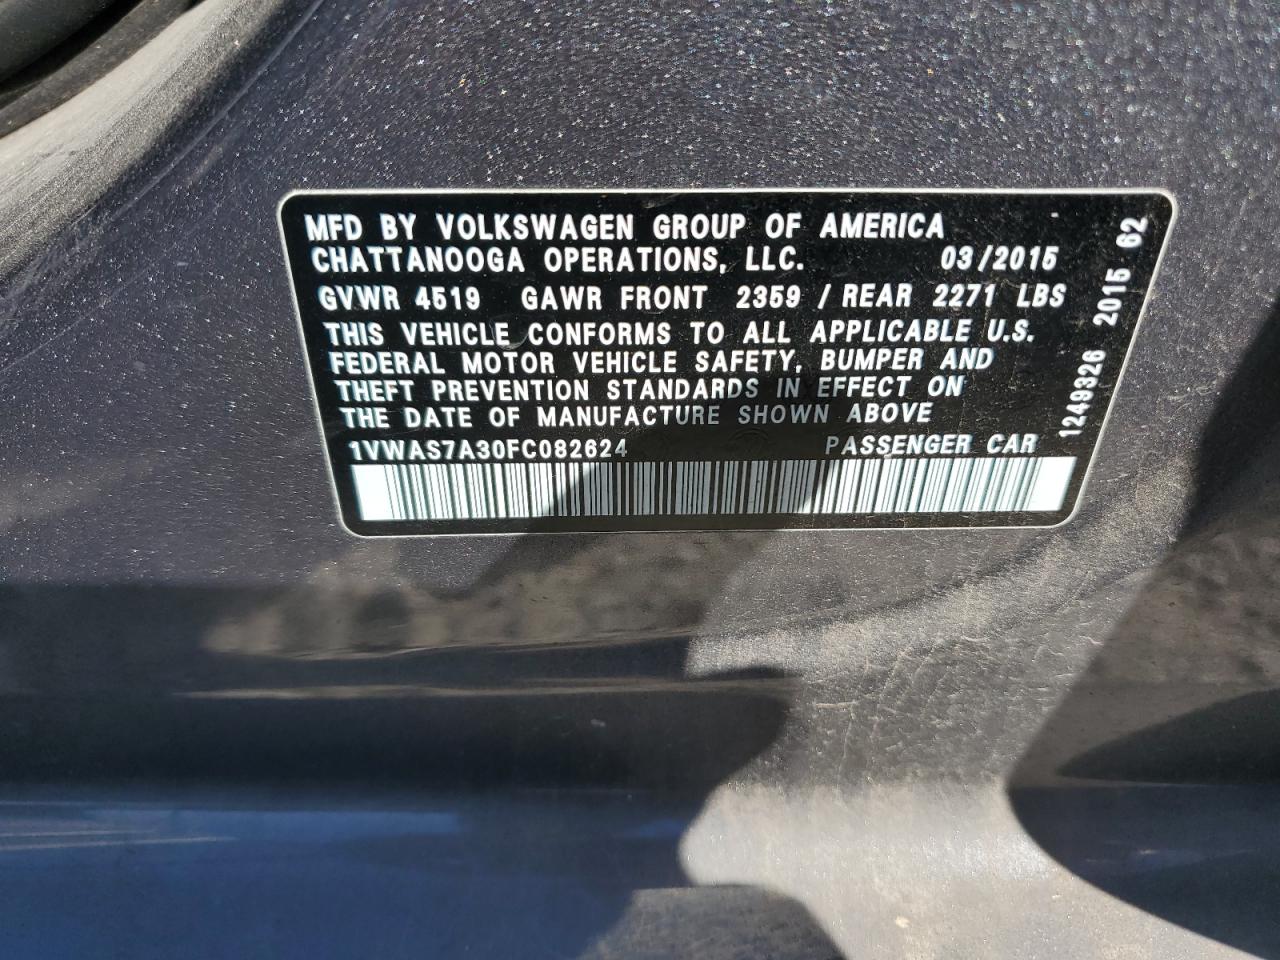 MFD BY VOLKSWAGEN GROUP OF AMERICA
CHATTANOOGA OPERATIONS, LLC. 03/2015
GVWR 4519 GAWR FRONT 2359 / REAR 2271 LBS
THIS VEHICLE CONFORMS TO ALL APPLICABLE U.S.
FEDERAL MOTOR VEHICLE SAFETY, BUMPER AND
THEFT PREVENTION STANDARDS IN EFFECT ON
THE DATE OF MANUFACTURE SHOWN ABOVE
1VWAS7A30FC082624 PASSENGER CAR
1249326 2015 62